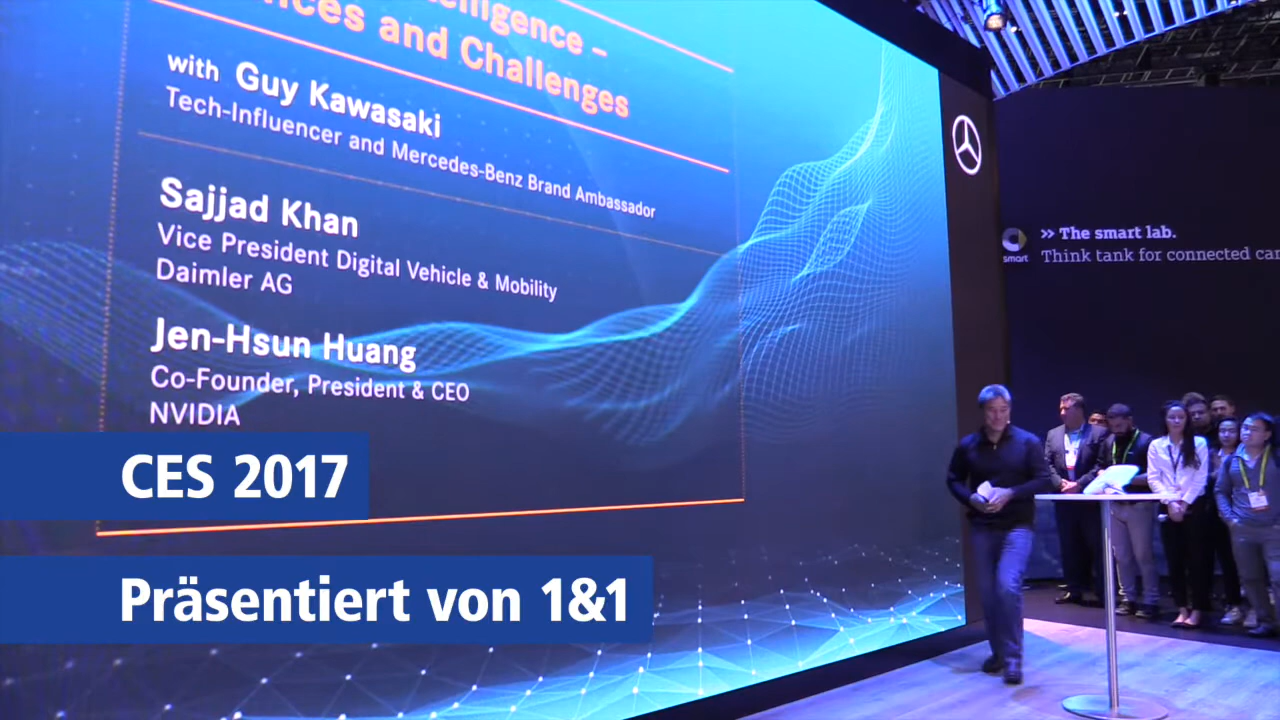 ces and Challenges
with Guy Kawasaki
Tech-Influencer and Mercedes-Benz Brand Ambassador
Sajjad Khan
Vice President Digital Vehicle & Mobility
Daimler AG
Jen-Hsun Huang
Co-Founder, President & CEO
NVIDIA
CES 2017
Präsentiert von 1&1
smart
>> The smart lab.
Think tank for connected car